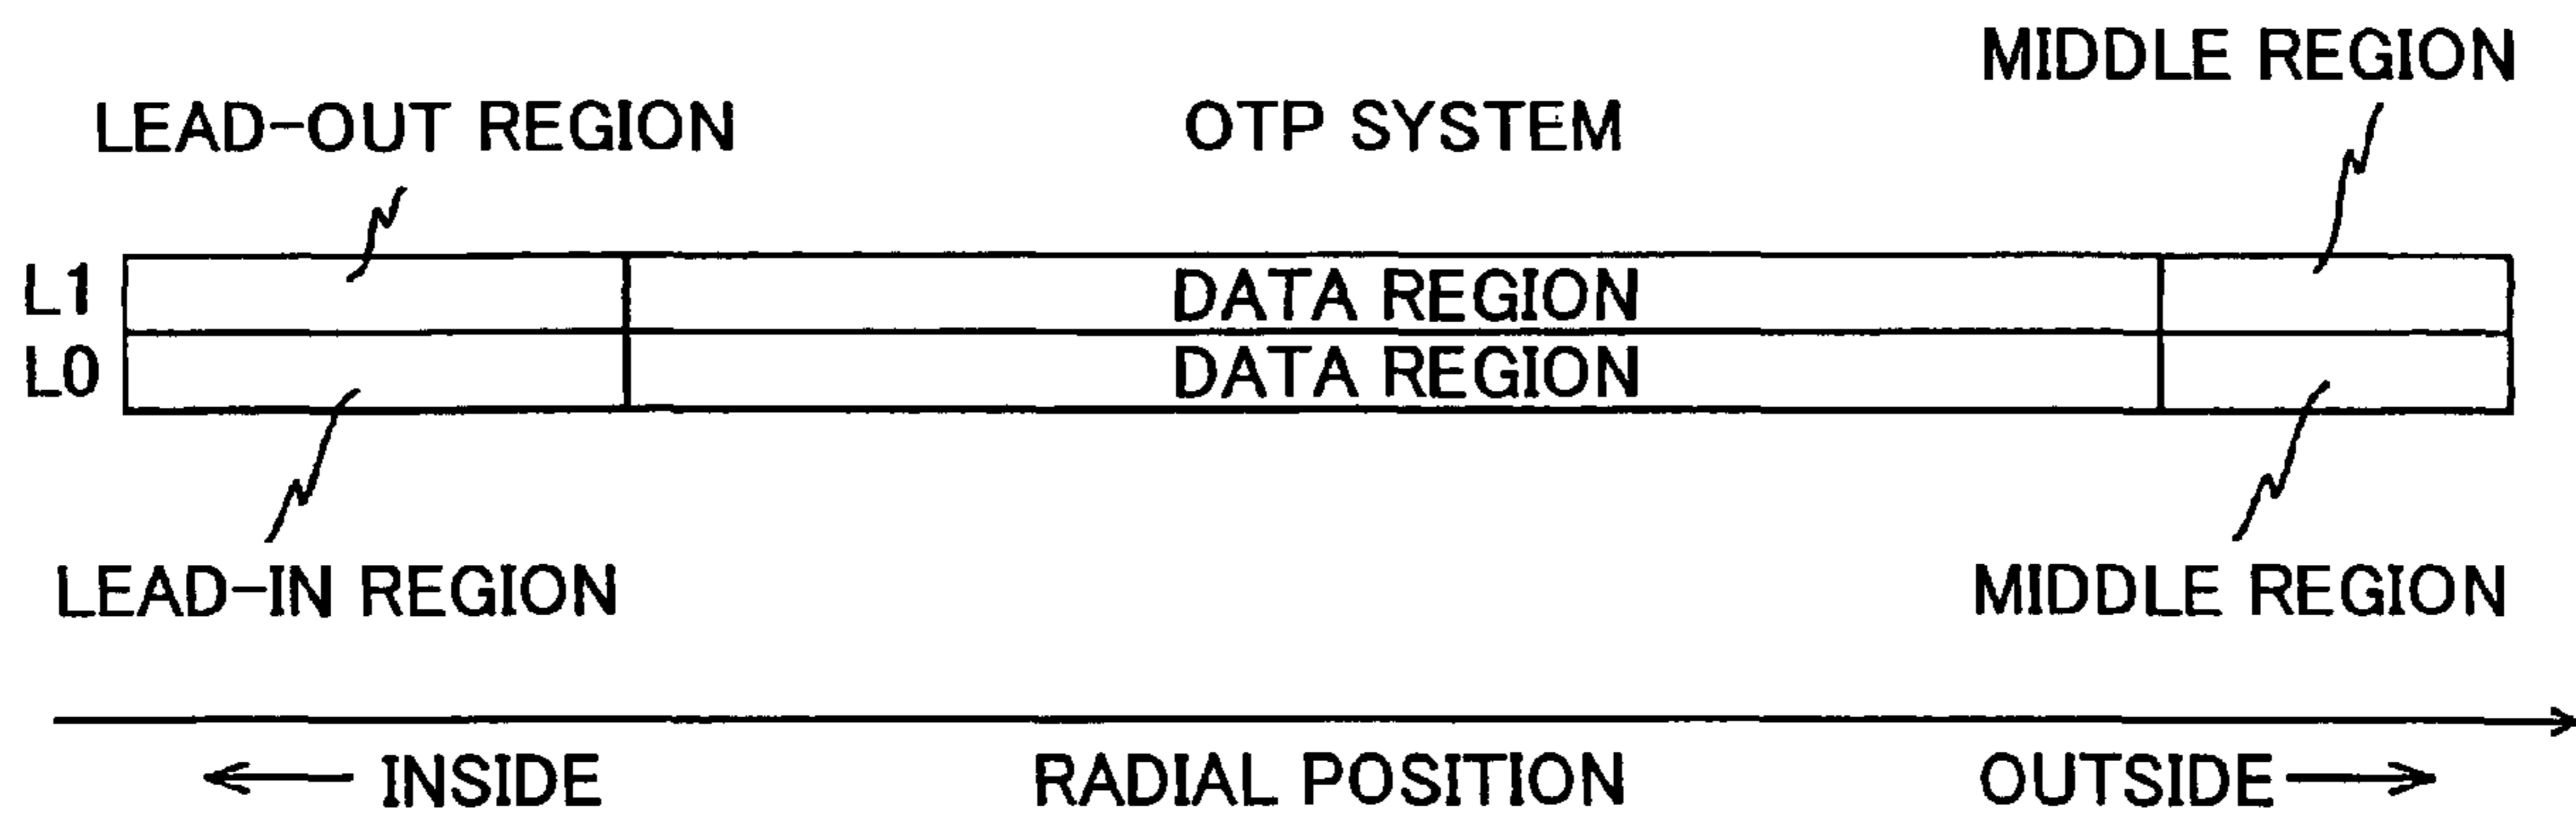 MIDDLE REGION
LEAD-OUT REGION
OTP SYSTEM
L1
DATA REGION
L0
DATA REGION
LEAD-IN REGION
MIDDLE REGION
INSIDE
RADIAL POSITION
OUTSIDE